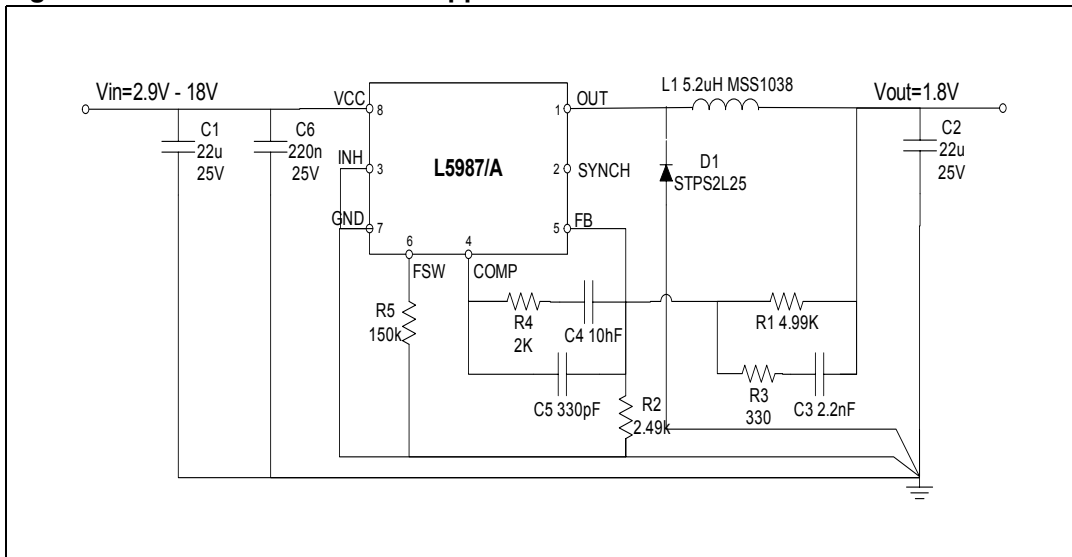 Vin=2.9V - 18V
C1
22u
25V
C6
220n
25V
VCC
8
INH
3
GND
7
L5987/A
6
FSW
4
COMP
1
OUT
2
SYNCH
5
FB
L1 5.2uH MSS1038
Vout=1.8V
C2
22u
25V
D1
STPS2L25
R5
150k
R4
2K
C4 10hF
C5 330pF
R2
2.49k
R1 4.99K
R3
330
C3 2.2nF